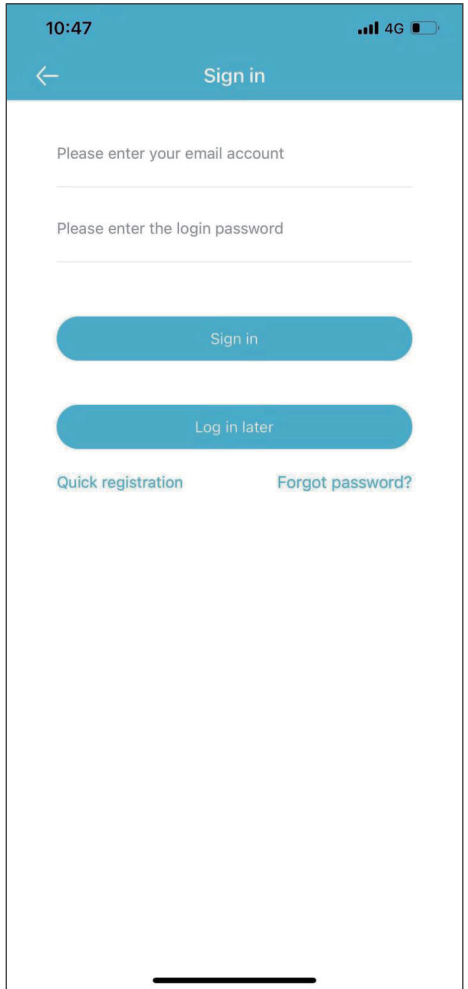 10:47
4G
Sign in
Please enter your email account
Please enter the login password
Sign in
Log in later
Quick registration
Forgot password?